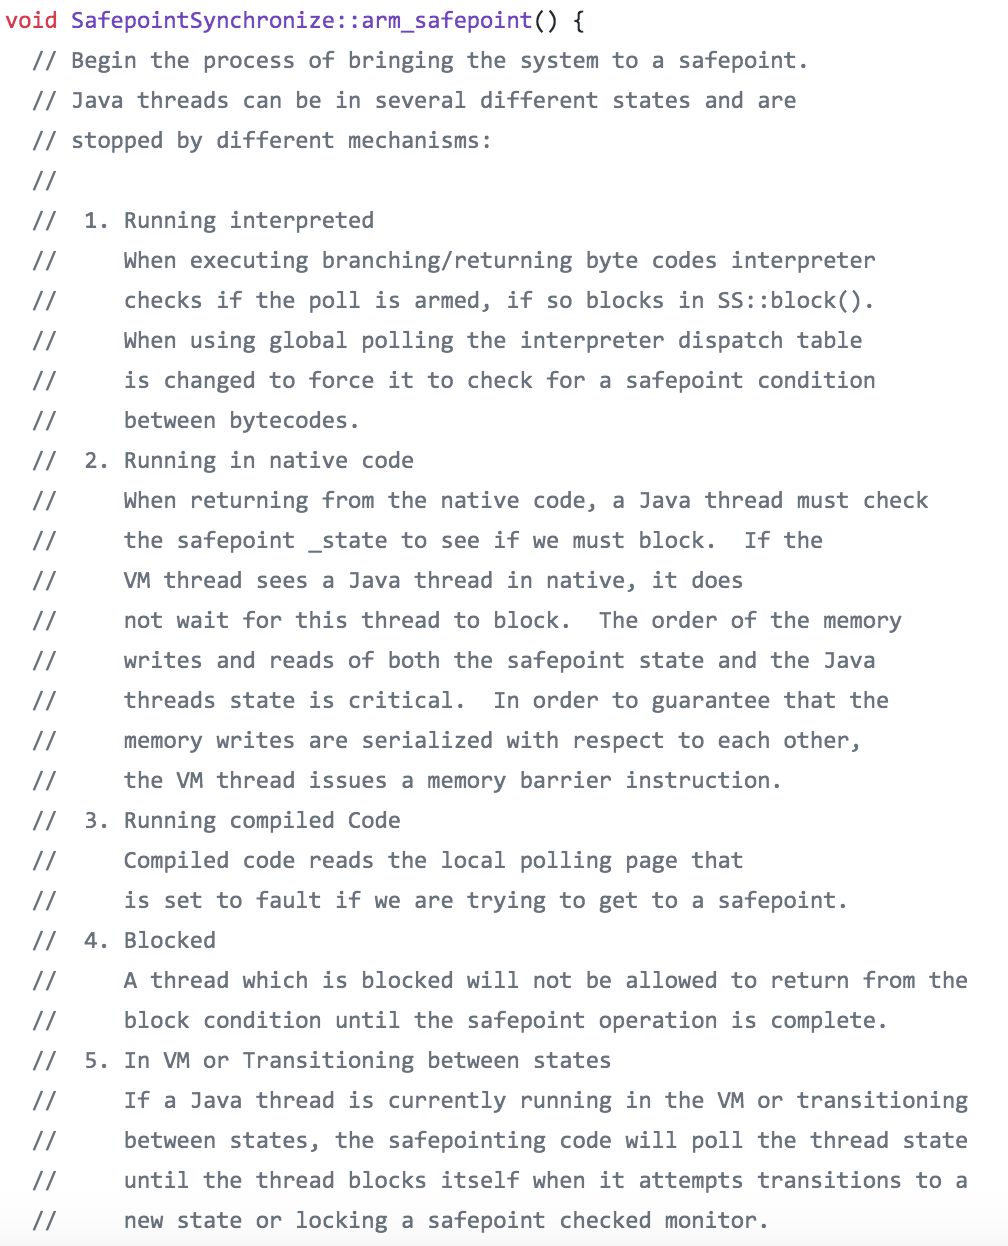 void SafepointSynchronize::arm_safepoint() {
  // Begin the process of bringing the system to a safepoint.
  // Java threads can be in several different states and are
  // stopped by different mechanisms:
  //
  //  1. Running interpreted
  //     When executing branching/returning byte codes interpreter
  //     checks if the poll is armed, if so blocks in SS::block().
  //     When using global polling the interpreter dispatch table
  //     is changed to force it to check for a safepoint condition
  //     between bytecodes.
  //  2. Running in native code
  //     When returning from the native code, a Java thread must check
  //     the safepoint _state to see if we must block.  If the
  //     VM thread sees a Java thread in native, it does
  //     not wait for this thread to block.  The order of the memory
  //     writes and reads of both the safepoint state and the Java
  //     threads state is critical.  In order to guarantee that the
  //     memory writes are serialized with respect to each other,
  //     the VM thread issues a memory barrier instruction.
  //  3. Running compiled Code
  //     Compiled code reads the local polling page that
  //     is set to fault if we are trying to get to a safepoint.
  //  4. Blocked
  //     A thread which is blocked will not be allowed to return from the
  //     block condition until the safepoint operation is complete.
  //  5. In VM or Transitioning between states
  //     If a Java thread is currently running in the VM or transitioning
  //     between states, the safepointing code will poll the thread state
  //     until the thread blocks itself when it attempts transitions to a
  //     new state or locking a safepoint checked monitor.